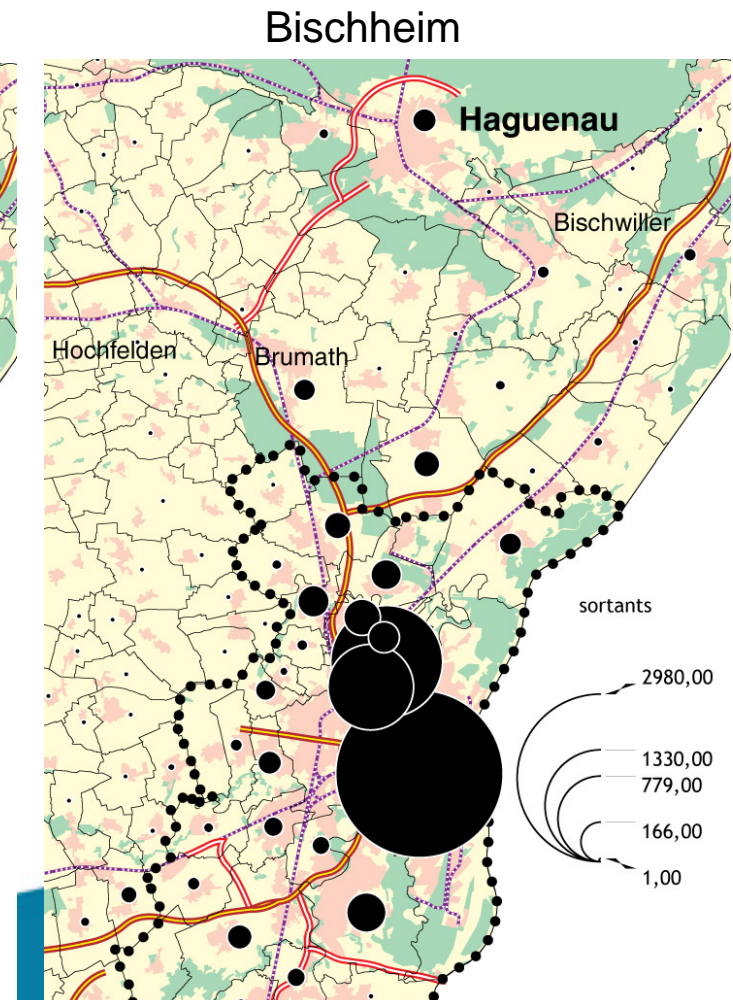 Bischheim
Haguenau
Bischwiller
Hochfelden
Brumath
sortants
2980,00
1330,00
779,00
166,00
1,00